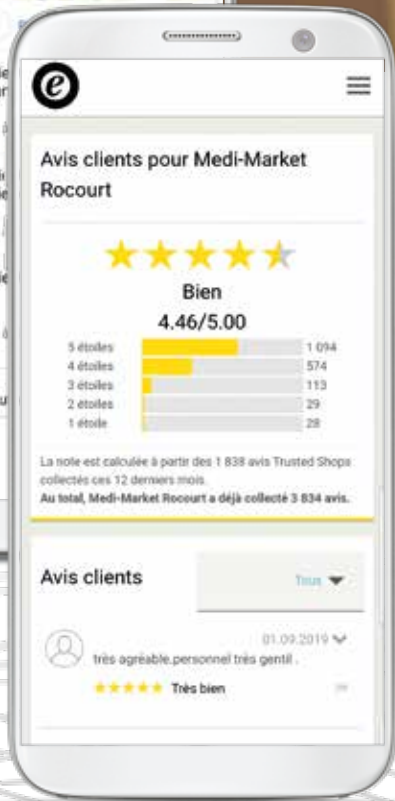 e
Avis clients pour Medi-Market
Rocourt
Bien
4.46/5.00
5 étoiles 1 094
4 étoiles 574
3 étoiles 113
2 étoiles 29
1 étoile 28
La note est calculée à partir des 1 838 avis Trusted Shops
collectés ces 12 derniers mois.
Au total, Medi-Market Rocourt a déjà collecté 3 834 avis.
Avis clients
Tous
01.09.2019
très agréable.personnel très gentil .
Très bien